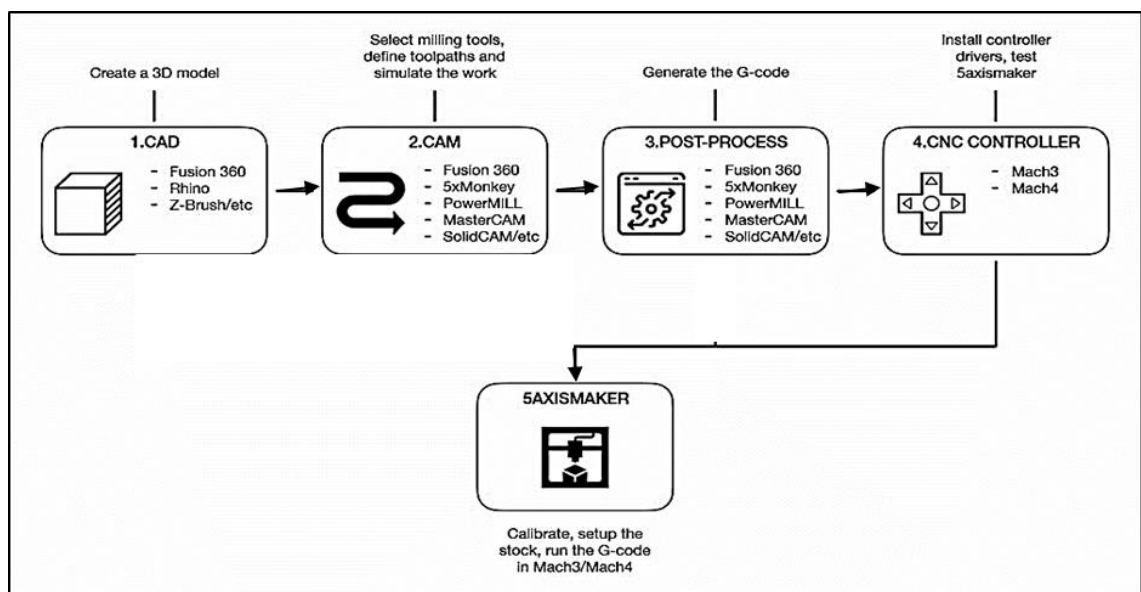 Create a 3D model
Select milling tools,
define toolpaths and
simulate the work
Generate the G-code
Install controller
drivers, test
5axismaker
1.CAD
- Fusion 360
- Rhino
- Z-Brush/etc
2.CAM
- Fusion 360
- 5xMonkey
- PowerMILL
- MasterCAM
- SolidCAM/etc
3.POST-PROCESS
- Fusion 360
- 5xMonkey
- PowerMILL
- MasterCAM
- SolidCAM/etc
4.CNC CONTROLLER
- Mach3
- Mach4
5AXISMAKER
Calibrate, setup the
stock, run the G-code
in Mach3/Mach4